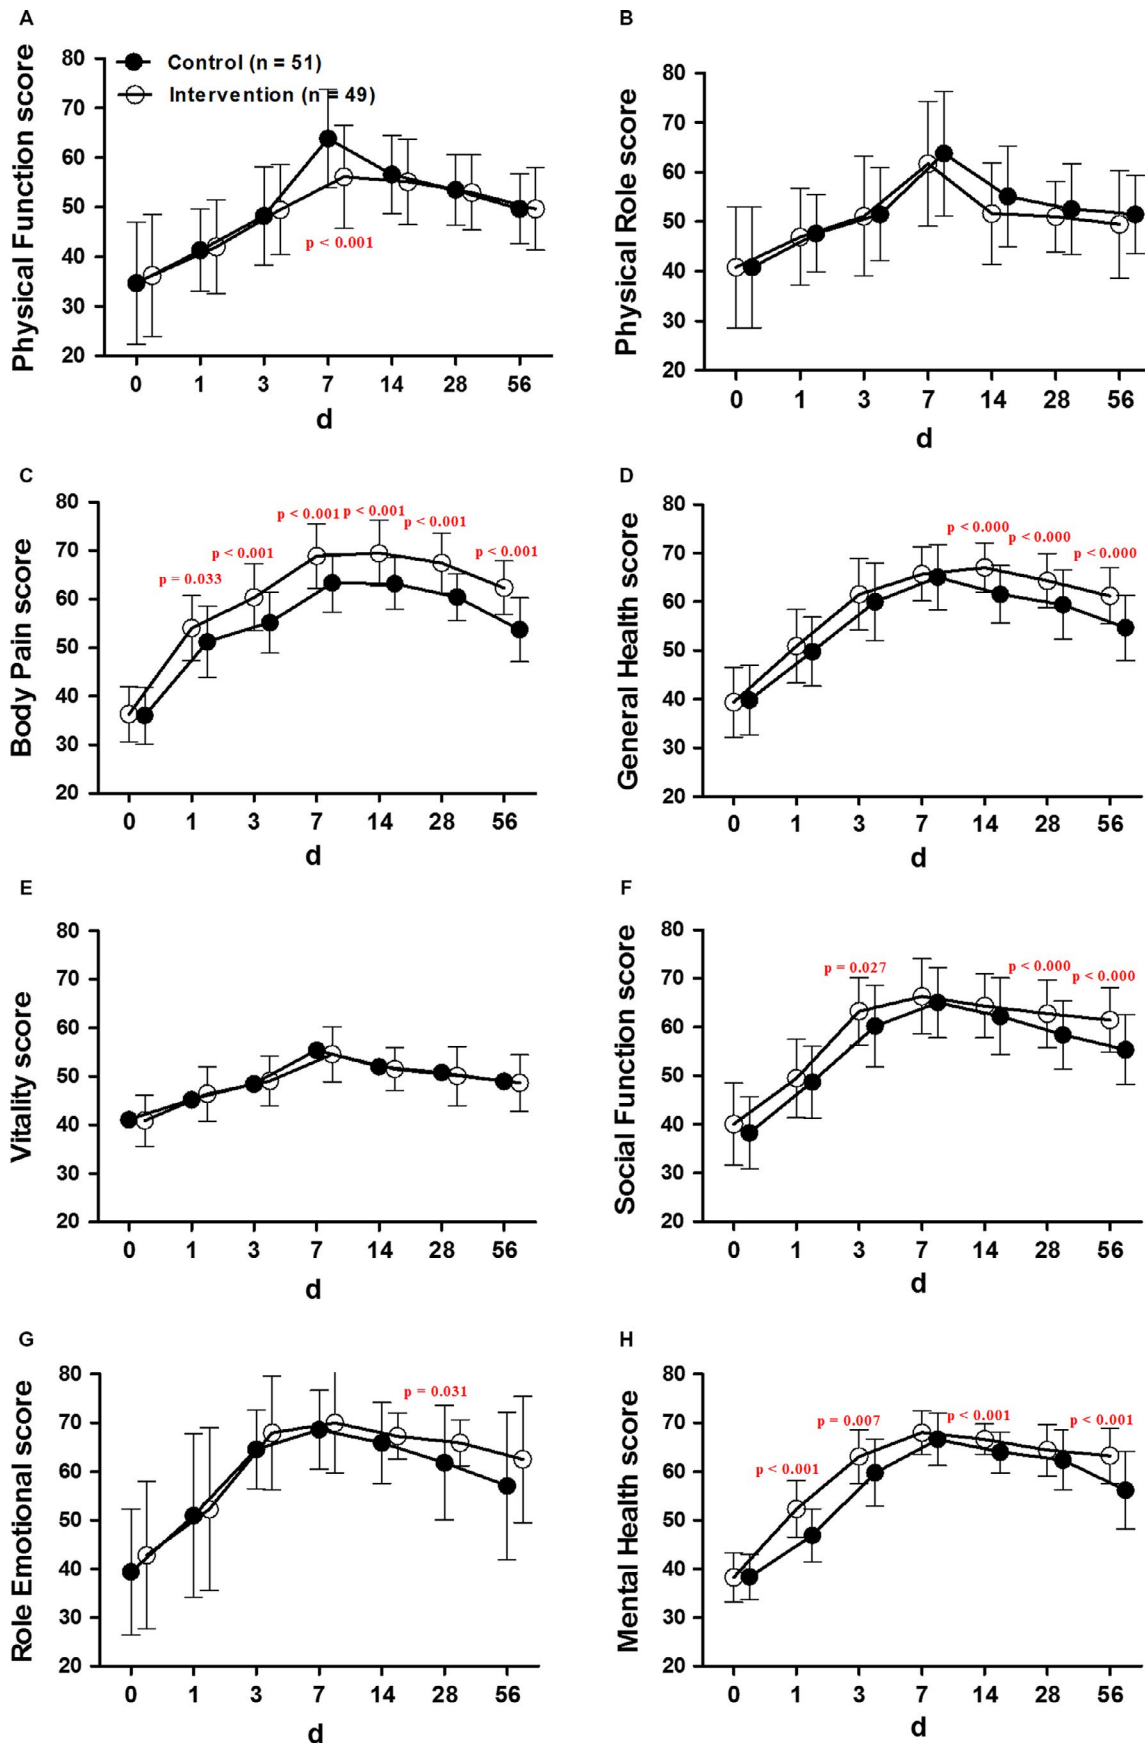 A
Physical Function score
80
70
60
50
40
30
20
Control (n = 51)
Intervention (n = 49)
p < 0.001
0 1 3 7 14 28 56
d
B
Physical Role score
80
70
60
50
40
30
20
0 1 3 7 14 28 56
d
C
Body Pain score
80
70
60
50
40
30
20
p = 0.033
p < 0.001
p < 0.001
p < 0.001
p < 0.001
p < 0.001
0 1 3 7 14 28 56
d
D
General Health score
80
70
60
50
40
30
20
p < 0.000
p < 0.000
p < 0.000
0 1 3 7 14 28 56
d
E
Vitality score
80
70
60
50
40
30
20
0 1 3 7 14 28 56
d
F
Social Function score
80
70
60
50
40
30
20
p = 0.027
p < 0.000
p < 0.000
0 1 3 7 14 28 56
d
G
Role Emotional score
80
70
60
50
40
30
20
p = 0.031
0 1 3 7 14 28 56
d
H
Mental Health score
80
70
60
50
40
30
20
p < 0.001
p = 0.007
p < 0.001
p < 0.001
0 1 3 7 14 28 56
d